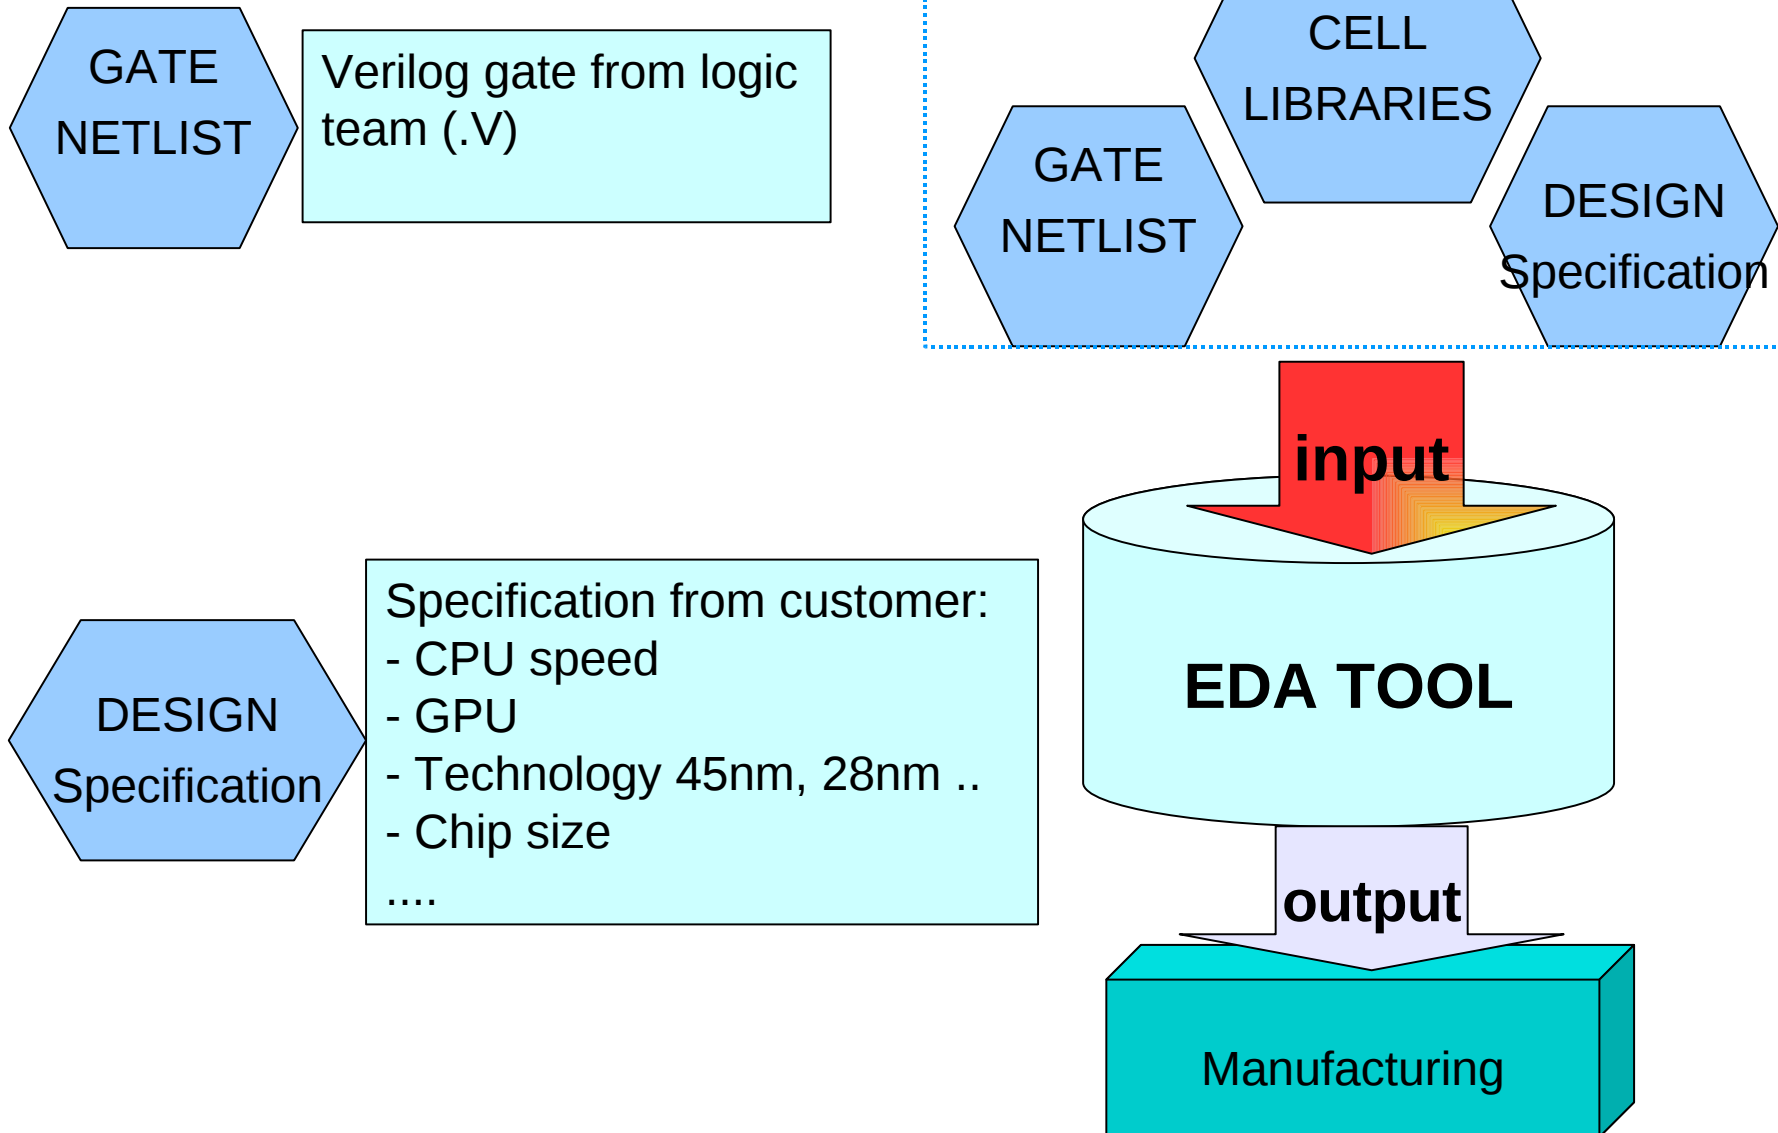 GATE
NETLIST
Verilog gate from logic
team (.V)
CELL
LIBRARIES
GATE
NETLIST
DESIGN
Specification
input
EDA TOOL
DESIGN
Specification
Specification from customer:
- CPU speed
- GPU
- Technology 45nm, 28nm ..
- Chip size
....
output
Manufacturing